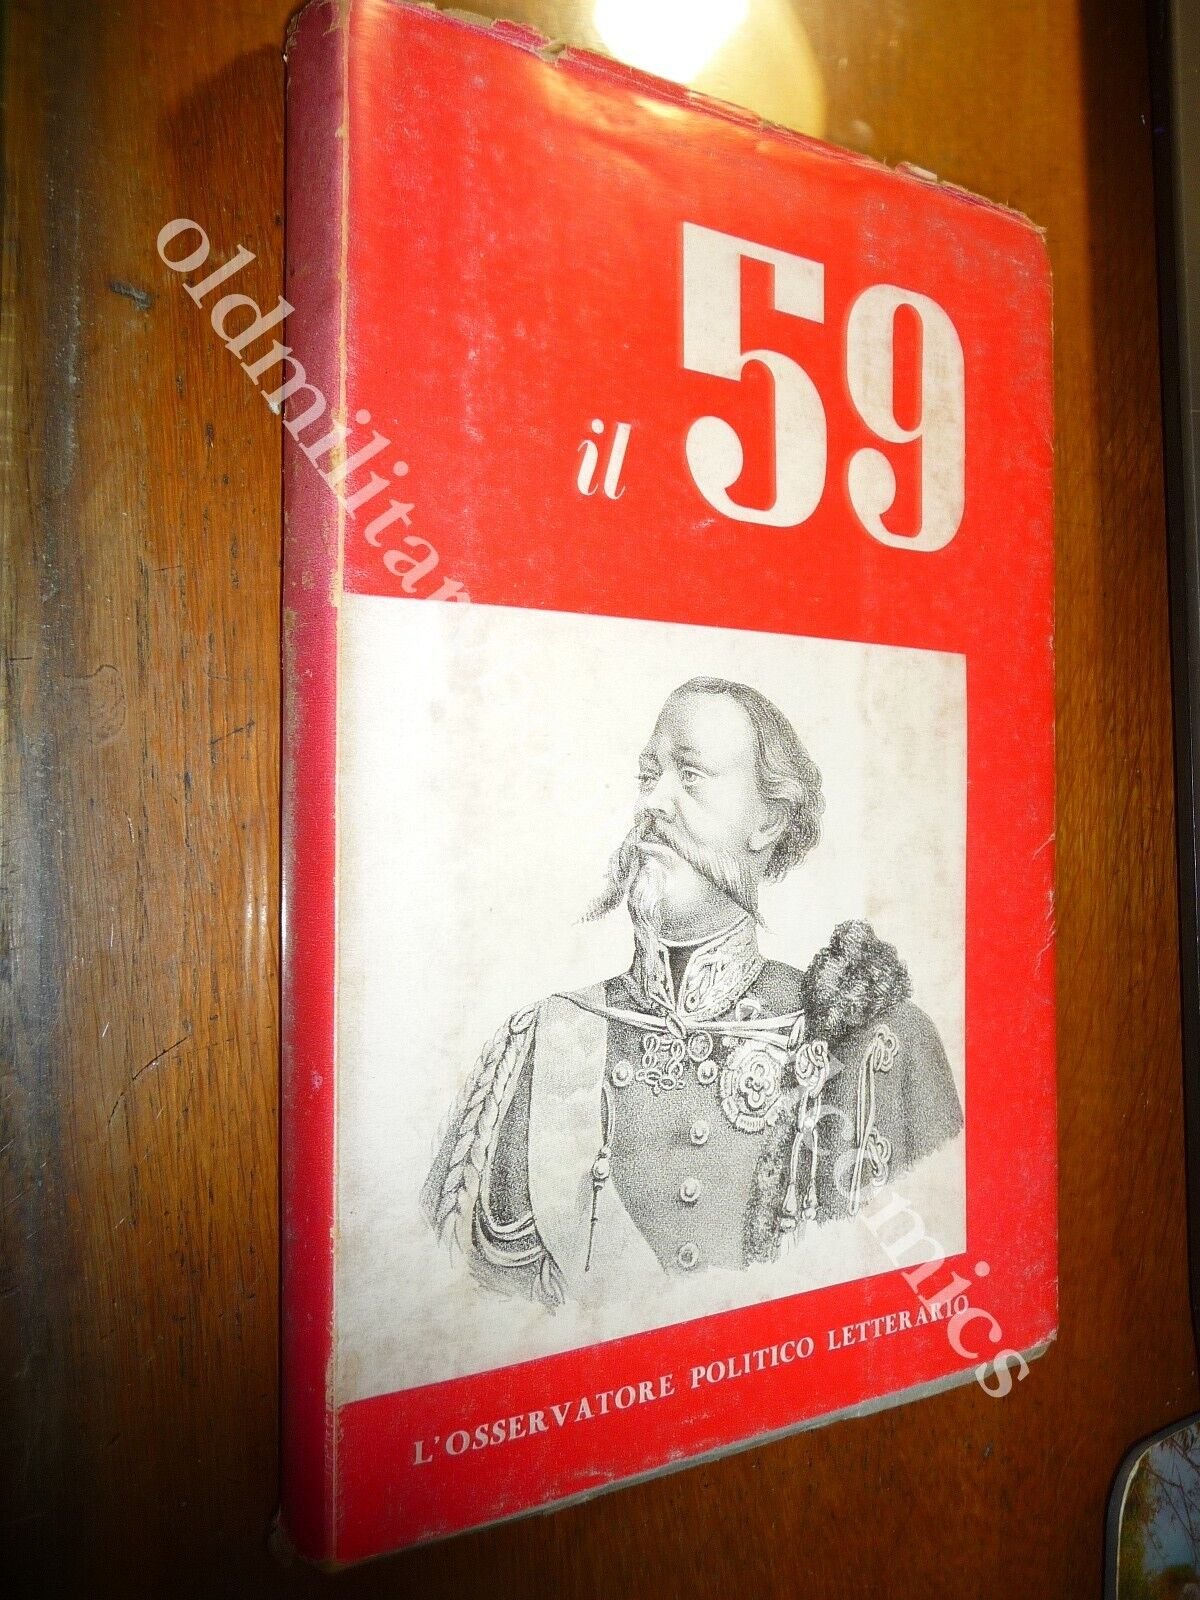 il 59
L'OSSERVATORE POLITICO LETTERARIO
oldmilitar
comics